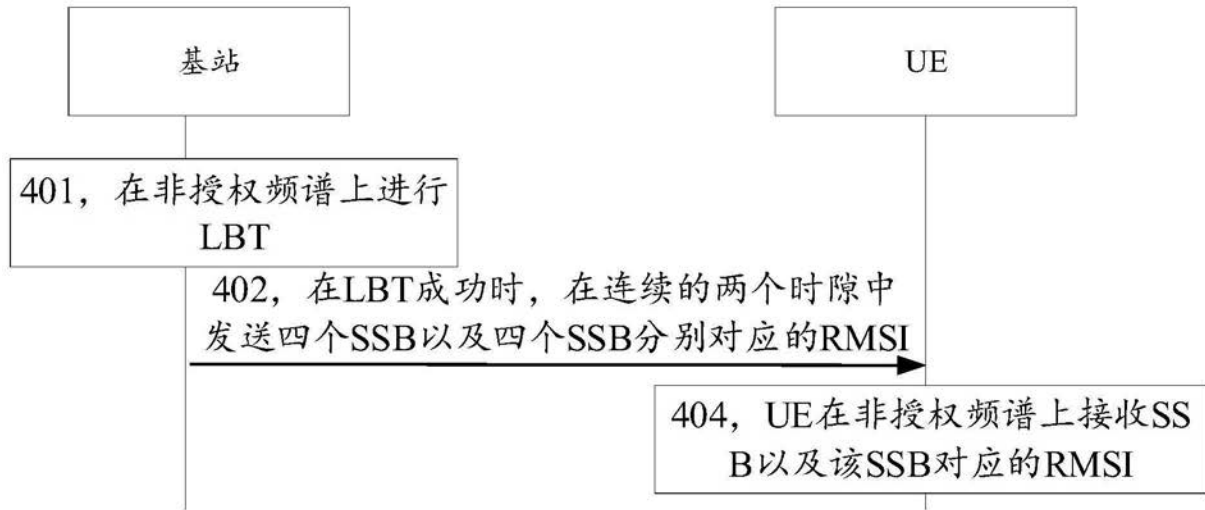 基站
UE
401，在非授权频谱上进行
LBT
402，在LBT成功时，在连续的两个时隙中
发送四个SSB以及四个SSB分别对应的RMSI
404，UE在非授权频谱上接收SS
B以及该SSB对应的RMSI